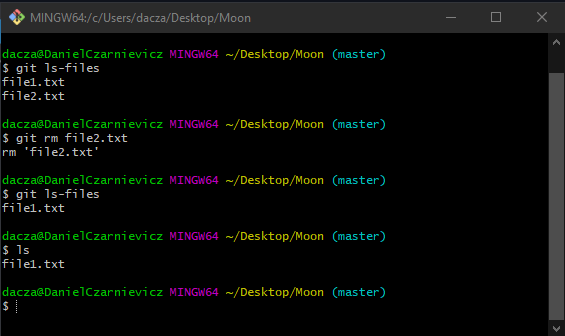 MINGW64:/c/Users/dacza/Desktop/Moon
dacza@DanielCzarnievicz MINGW64 ~/Desktop/Moon (master)
$ git ls-files
file1.txt
file2.txt
dacza@DanielCzarnievicz MINGW64 ~/Desktop/Moon (master)
$ git rm file2.txt
rm 'file2.txt'
dacza@DanielCzarnievicz MINGW64 ~/Desktop/Moon (master)
$ git ls-files
file1.txt
dacza@DanielCzarnievicz MINGW64 ~/Desktop/Moon (master)
$ ls
file1.txt
dacza@DanielCzarnievicz MINGW64 ~/Desktop/Moon (master)
$